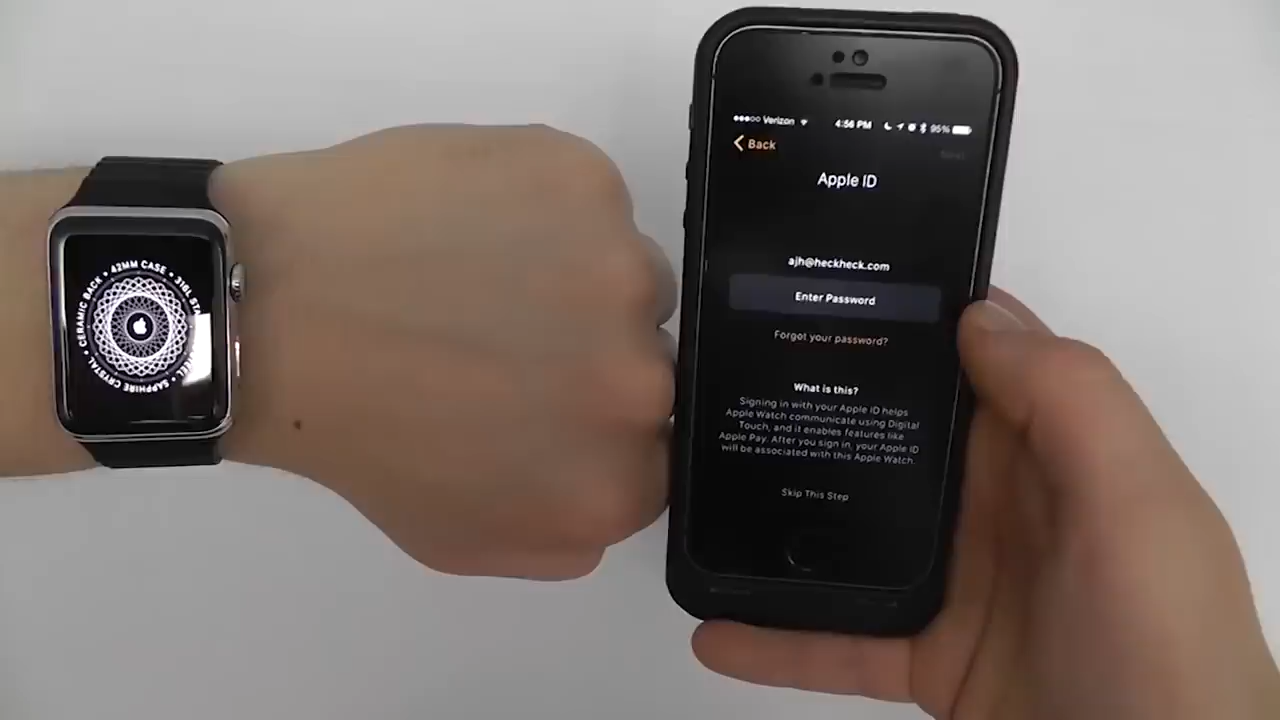 CERAMIC BACK • 42MM CASE • 316L
SAPPHIRE CRYSTAL •
Verizon
4:56 PM
95%
Back
Next
Apple ID
ajh@heckheck.com
Enter Password
Forgot your password?
What is this?
Signing in with your Apple ID helps
Apple Watch communicate using Digital
Touch, and it enables features like
Apple Pay. After you sign in, your Apple ID
will be associated with this Apple Watch.
Skip This Step